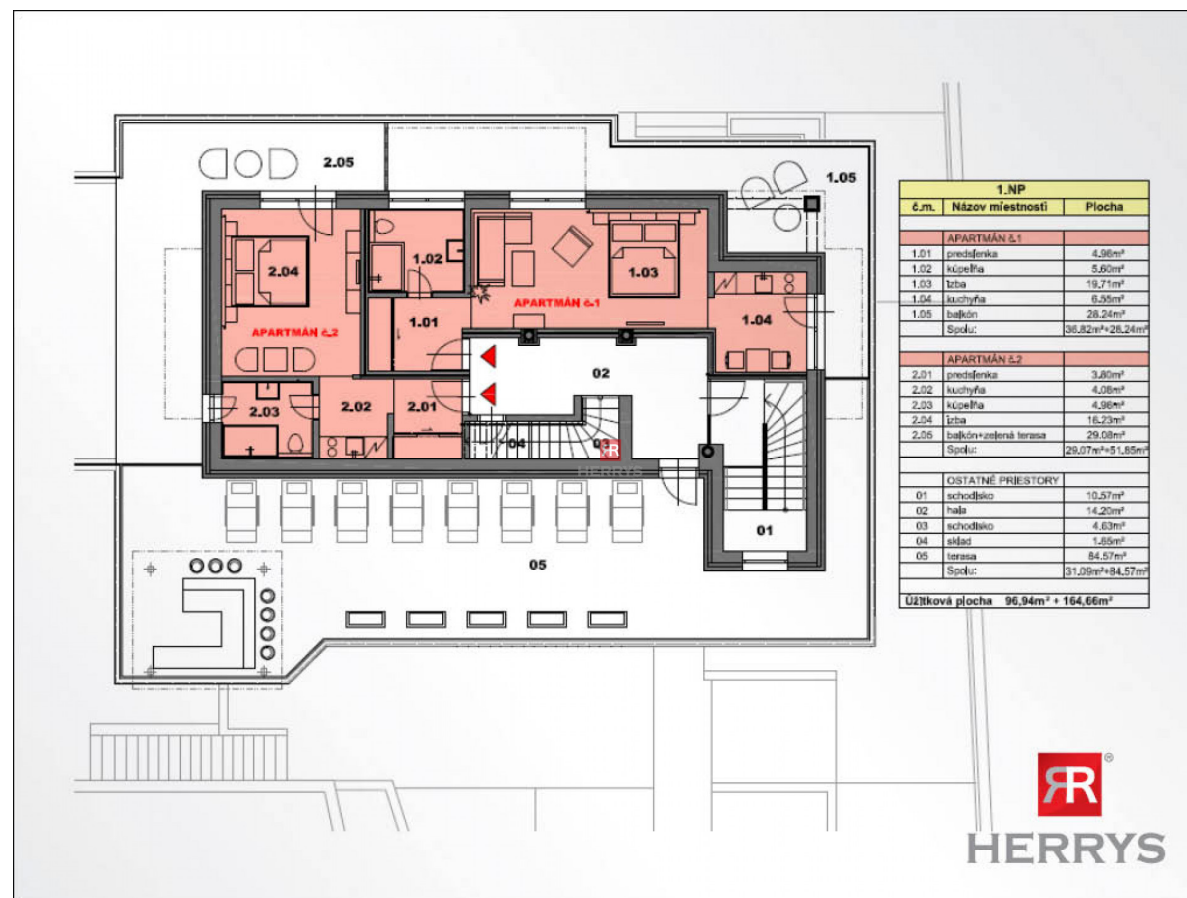 2.05
1.05
2.04
1.02
1.03
APARTMÁN č.1
1.01
1.04
APARTMÁN č.2
02
2.03
2.02
2.01
04
HERRYS
01
05
1.NP
č.m. Názov miestnosti Plocha
APARTMÁN č.1
1.01 predsienka 4.96m²
1.02 kúpeľňa 5.60m²
1.03 izba 19.71m²
1.04 kuchyňa 6.55m²
1.05 balkón 28.24m²
Spolu: 36.82m²+28.24m²
APARTMÁN č.2
2.01 predsienka 3.80m²
2.02 kuchyňa 4.08m²
2.03 kúpeľňa 4.96m²
2.04 izba 16.23m²
2.05 balkón+zelená terasa 29.08m²
Spolu: 29.07m²+51.85m²
OSTATNÉ PRIESTORY
01 schodisko 10.57m²
02 hala 14.20m²
03 schodisko 4.63m²
04 sklad 1.65m²
05 terasa 84.57m²
Spolu: 31.09m²+84.57m²
Úžitková plocha 96,94m² + 164,66m²
R®
HERRYS